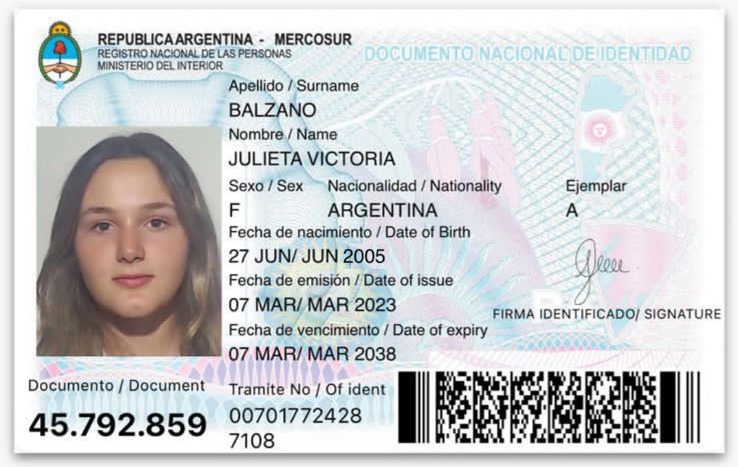 REPUBLICA ARGENTINA - MERCOSUR
REGISTRO NACIONAL DE LAS PERSONAS
MINISTERIO DEL INTERIOR
DOCUMENTO NACIONAL DE IDENTIDAD
Apellido / Surname
BALZANO
Nombre / Name
JULIETA VICTORIA
Sexo / Sex Nacionalidad / Nationality Ejemplar
F ARGENTINA A
Fecha de nacimiento / Date of Birth
27 JUN/ JUN 2005
Fecha de emisión / Date of issue
07 MAR/ MAR 2023
FIRMA IDENTIFICADO/ SIGNATURE
Fecha de vencimiento / Date of expiry
07 MAR/ MAR 2038
Documento / Document
45.792.859
Tramite No / Of ident
00701772428
7108